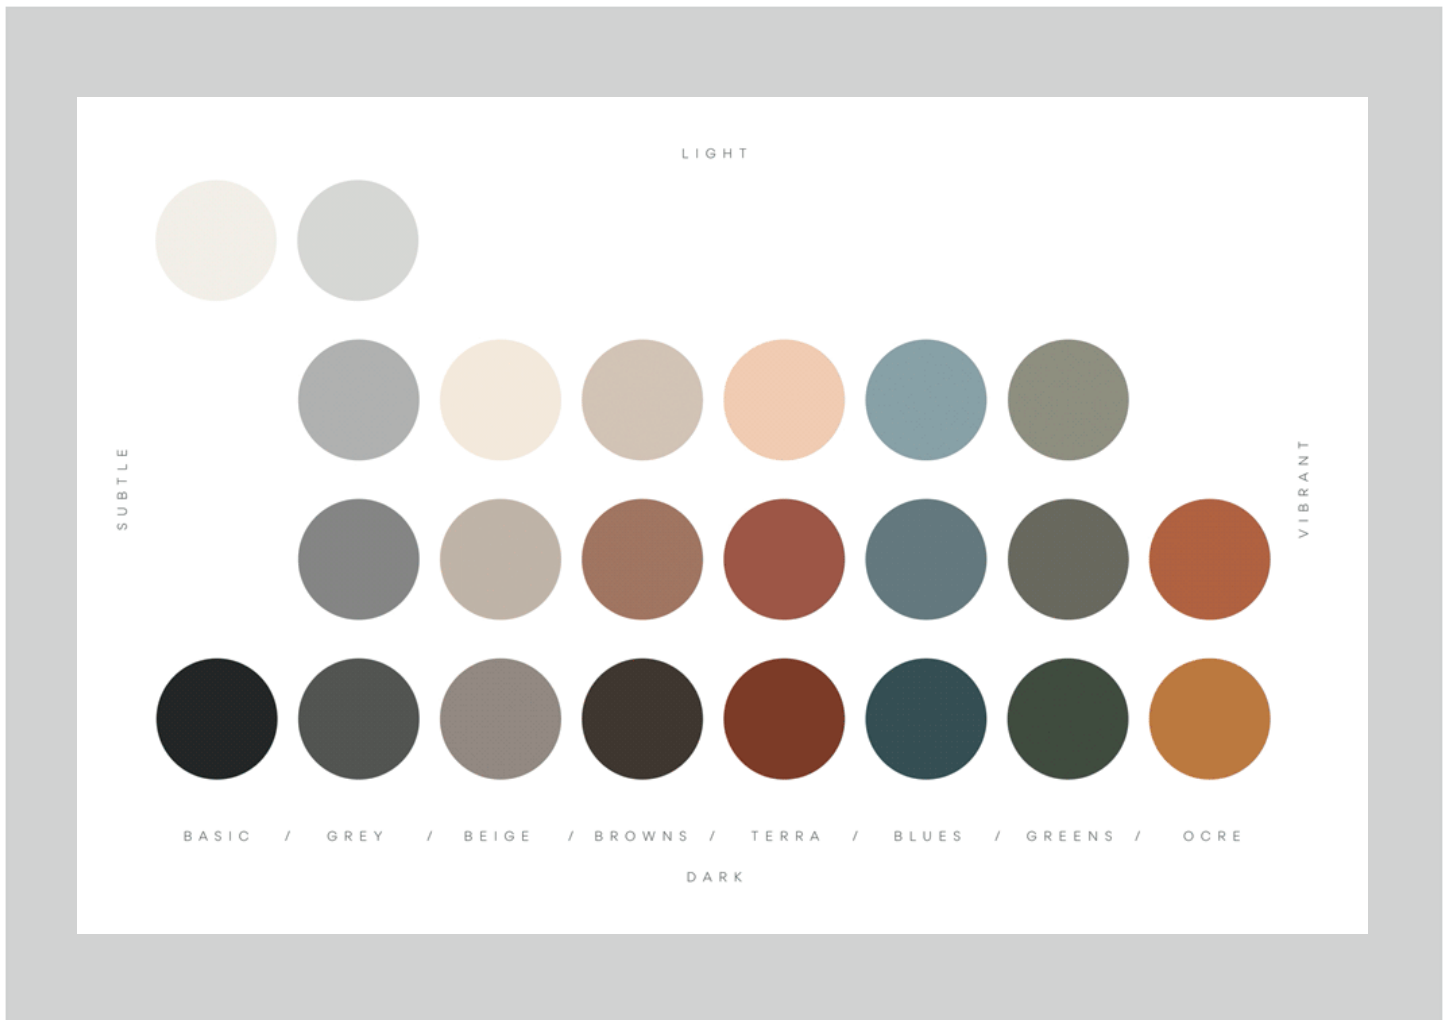 LIGHT
SUBTLE
VIBRANT
BASIC / GREY / BEIGE / BROWNS / TERRA / BLUES / GREENS / OCRE
DARK